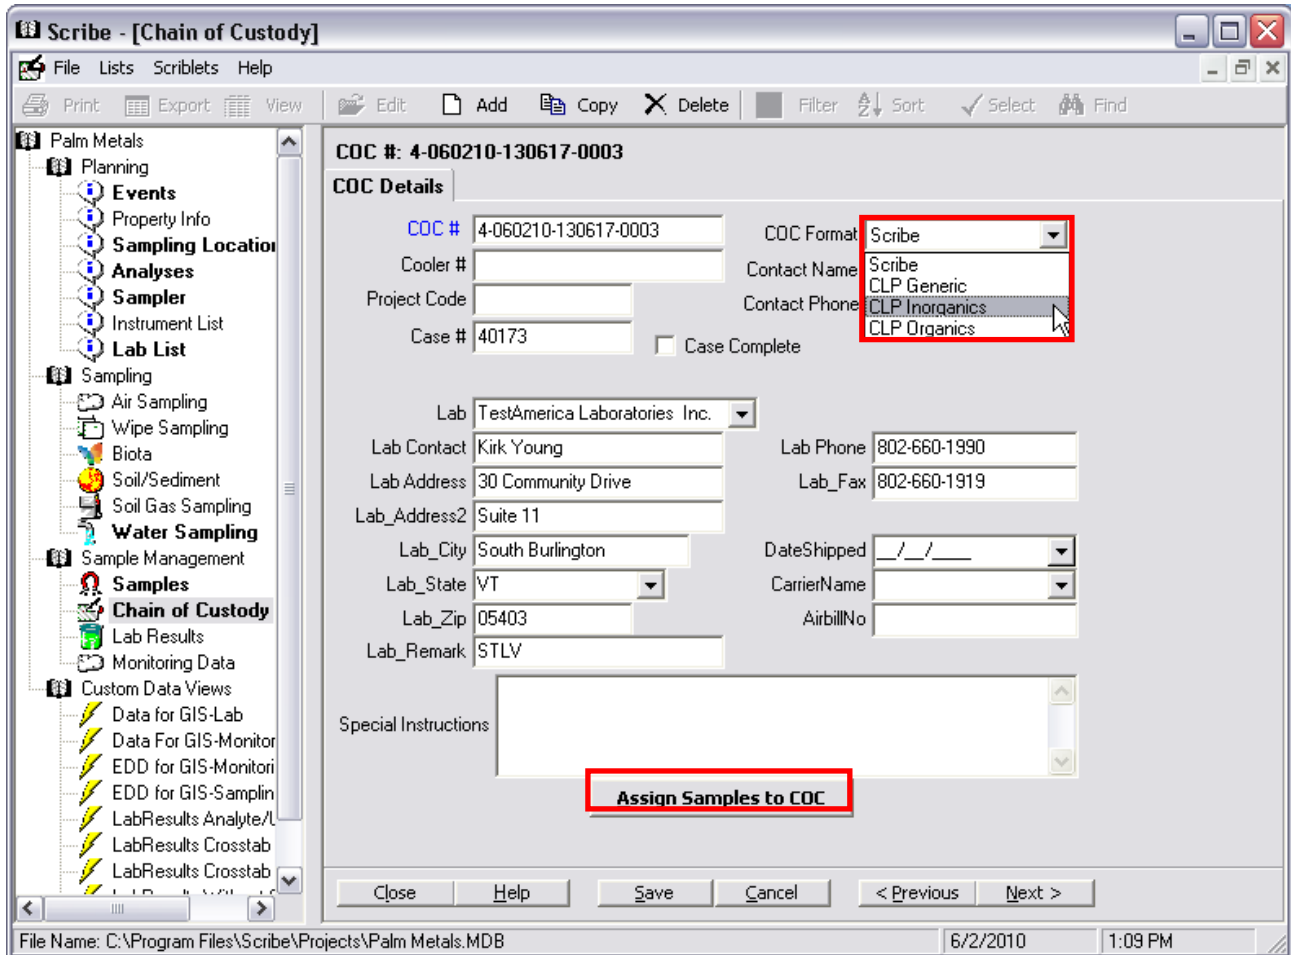 Scribe - [Chain of Custody]
File Lists Scriblets Help
Print Export View Edit Add Copy Delete Filter Sort Select Find
Palm Metals
Planning
Events
Property Info
Sampling Location
Analyses
Sampler
Instrument List
Lab List
Sampling
Air Sampling
Wipe Sampling
Biota
Soil/Sediment
Soil Gas Sampling
Water Sampling
Sample Management
Samples
Chain of Custody
Lab Results
Monitoring Data
Custom Data Views
Data for GIS-Lab
Data For GIS-Monitor
EDD for GIS-Monitori
EDD for GIS-Samplin
LabResults Analyte/L
LabResults Crosstab
LabResults Crosstab
COC #: 4-060210-130617-0003
COC Details
COC # 4-060210-130617-0003
COC Format Scribe
Cooler #
Contact Name
Scribe
CLP Generic
CLP Inorganics
CLP Organics
Project Code
Contact Phone
Case # 40173
Case Complete
Lab TestAmerica Laboratories Inc.
Lab Contact Kirk Young
Lab Phone 802-660-1990
Lab Address 30 Community Drive
Lab_Fax 802-660-1919
Lab_Address2 Suite 11
Lab_City South Burlington
DateShipped __/__/____
Lab_State VT
CarrierName
Lab_Zip 05403
AirbillNo
Lab_Remark STLV
Special Instructions
Assign Samples to COC
Close Help Save Cancel < Previous Next >
File Name: C:\Program Files\Scribe\Projects\Palm Metals.MDB 6/2/2010 1:09 PM